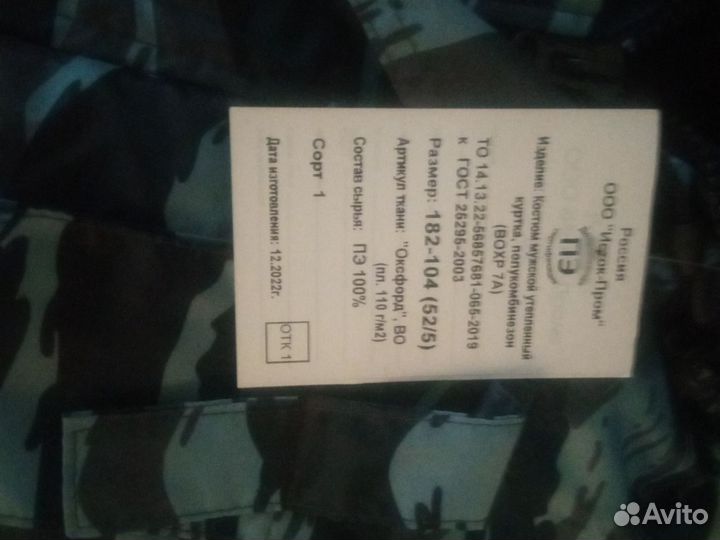 Россия
ООО "Исток-Пром"
ПЭ
Изделие: Костюм мужской утепленный
куртка, полукомбинезон
(ВОХР 7А)
ТО 14.13.22-56857681-065-2019
к ГОСТ 25295-2003
Размер: 182-104 (52/5)
Артикул ткани: "Оксфорд", ВО
(пл. 110 г/м2)
Состав сырья: ПЭ 100%
Сорт 1
Дата изготовления: 12.2022г.
ОТК 1
Avito